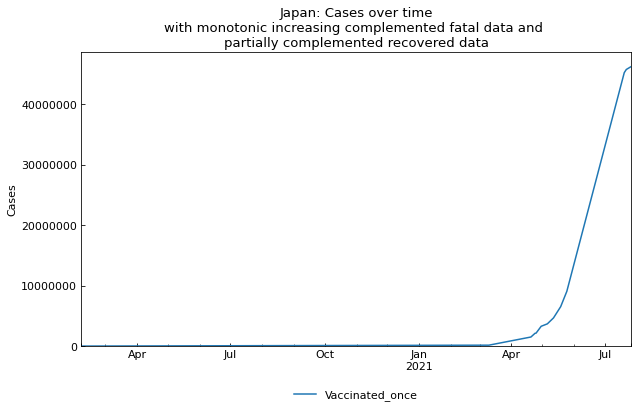 Japan: Cases over time
with monotonic increasing complemented fatal data and
partially complemented recovered data
Cases
40000000
30000000
20000000
10000000
0
Apr
Jul
Oct
Jan
2021
Apr
Jul
Vaccinated_once